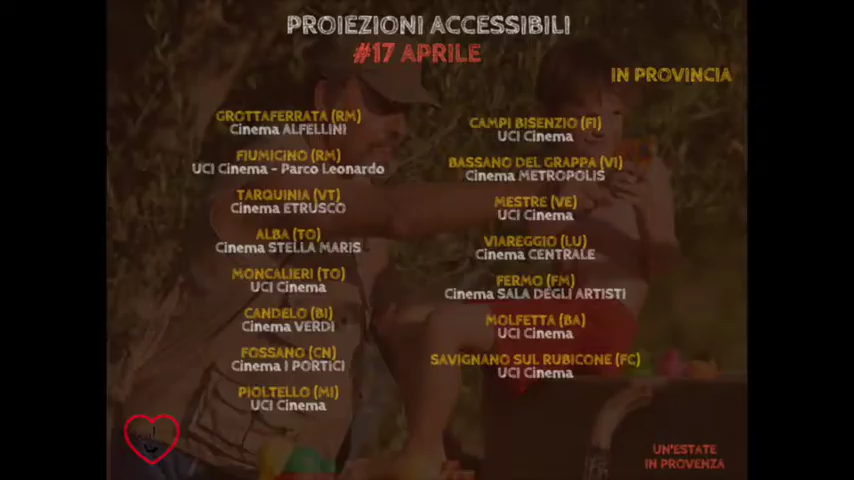 PROIEZIONI ACCESSIBILI
#17 APRILE
IN PROVINCIA
GROTTAFERRATA (RM)
Cinema ALFELLINI
FIUMICINO (RM)
UCI Cinema - Parco Leonardo
TARQUINIA (VT)
Cinema ETRUSCO
ALBA (TO)
Cinema STELLA MARIS
MONCALIERI (TO)
UCI Cinema
CANDELO (BI)
Cinema VERDI
FOSSANO (CN)
Cinema I PORTICI
PIOLTELLO (MI)
UCI Cinema
CAMPI BISENZIO (FI)
UCI Cinema
BASSANO DEL GRAPPA (VI)
Cinema METROPOLIS
MESTRE (VE)
UCI Cinema
VIAREGGIO (LU)
Cinema CENTRALE
FERMO (FM)
Cinema SALA DEGLI ARTISTI
MOLFETTA (BA)
UCI Cinema
SAVIGNANO SUL RUBICONE (FC)
UCI Cinema
UN'ESTATE
IN PROVENZA